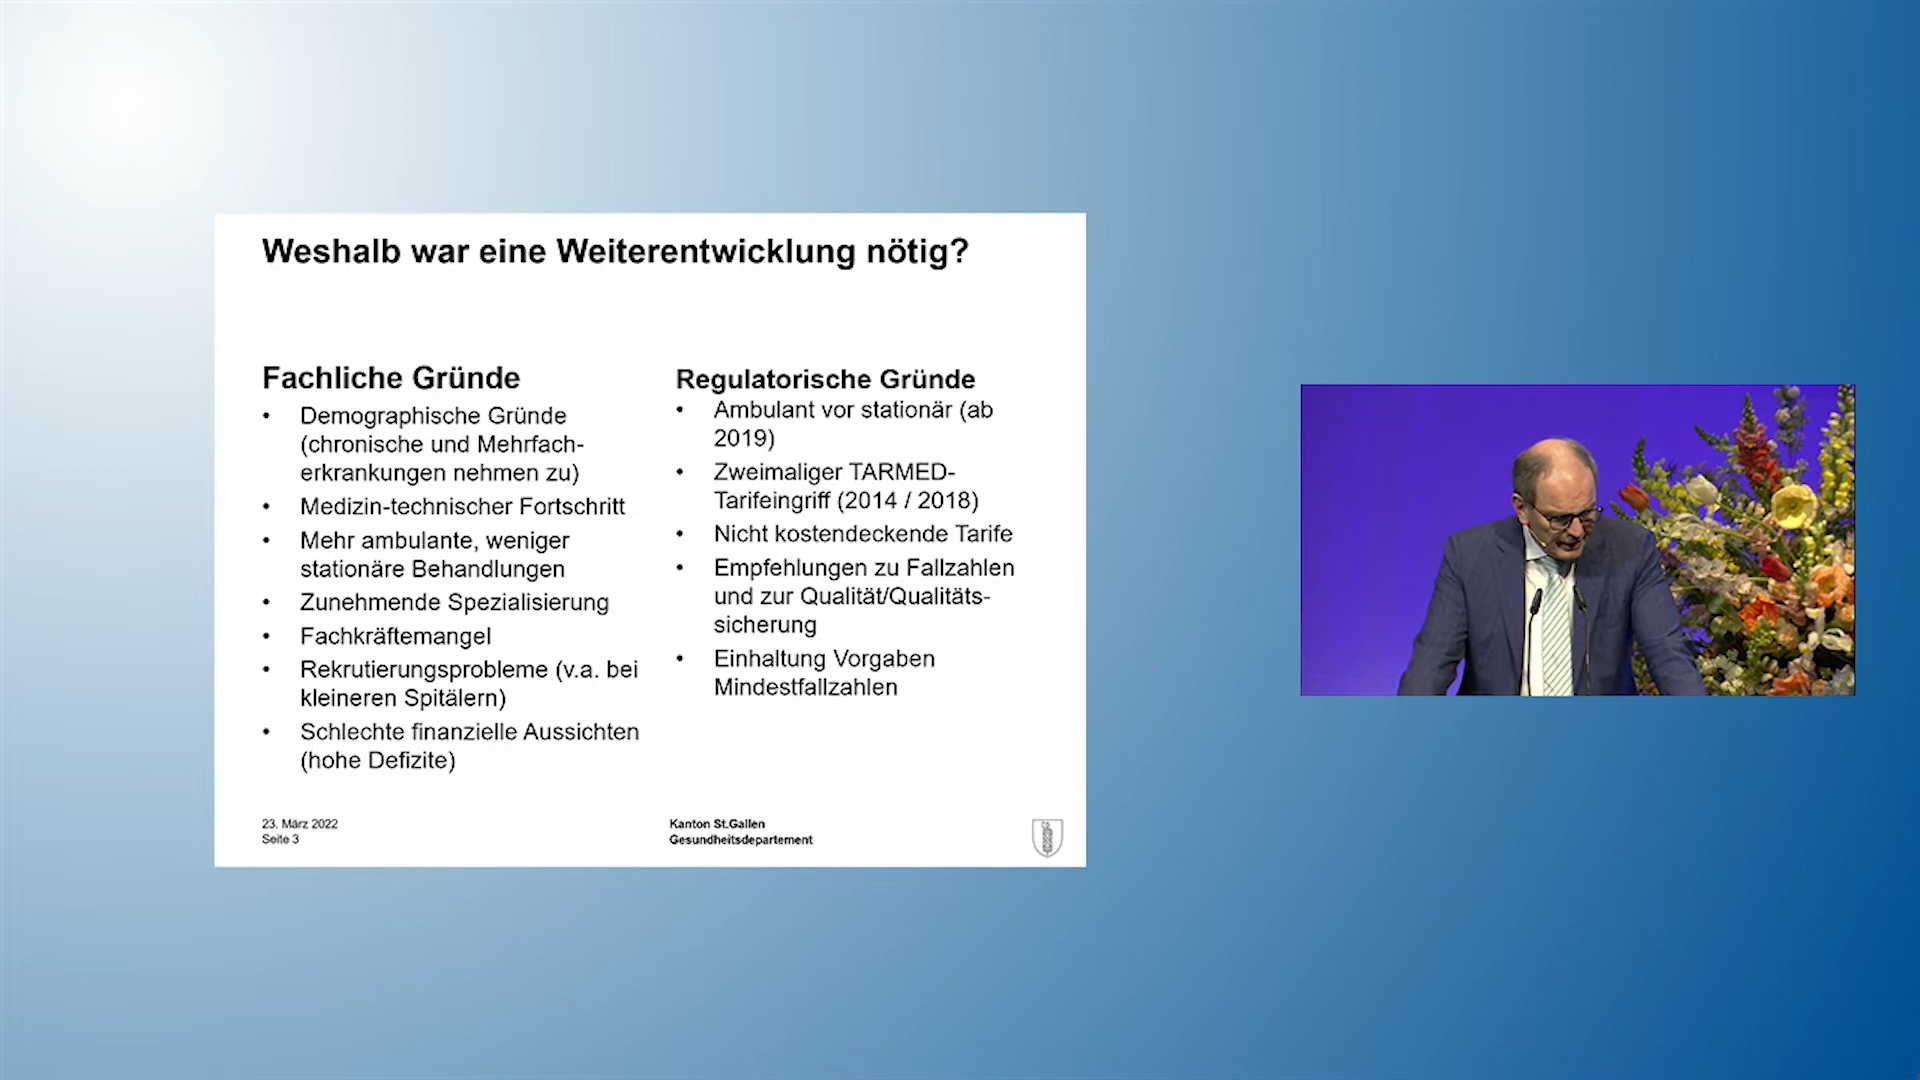 Weshalb war eine Weiterentwicklung nötig?
Fachliche Gründe
• Demographische Gründe
(chronische und Mehrfach-
erkrankungen nehmen zu)
• Medizin-technischer Fortschritt
• Mehr ambulante, weniger
stationäre Behandlungen
• Zunehmende Spezialisierung
• Fachkräftemangel
• Rekrutierungsprobleme (v.a. bei
kleineren Spitälern)
• Schlechte finanzielle Aussichten
(hohe Defizite)
Regulatorische Gründe
• Ambulant vor stationär (ab
2019)
• Zweimaliger TARMED-
Tarifeingriff (2014 / 2018)
• Nicht kostendeckende Tarife
• Empfehlungen zu Fallzahlen
und zur Qualität/Qualitäts-
sicherung
• Einhaltung Vorgaben
Mindestfallzahlen
23. März 2022
Seite 3
Kanton St.Gallen
Gesundheitsdepartement